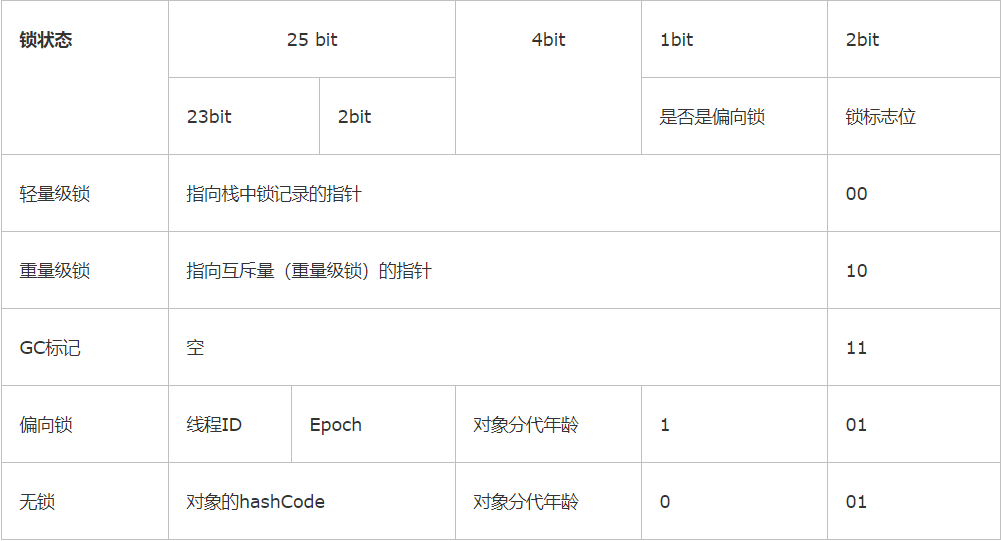 锁状态 25 bit 4bit 1bit 2bit
23bit 2bit 是否是偏向锁 锁标志位
轻量级锁 指向栈中锁记录的指针 00
重量级锁 指向互斥量（重量级锁）的指针 10
GC标记 空 11
偏向锁 线程ID Epoch 对象分代年龄 1 01
无锁 对象的hashCode 对象分代年龄 0 01